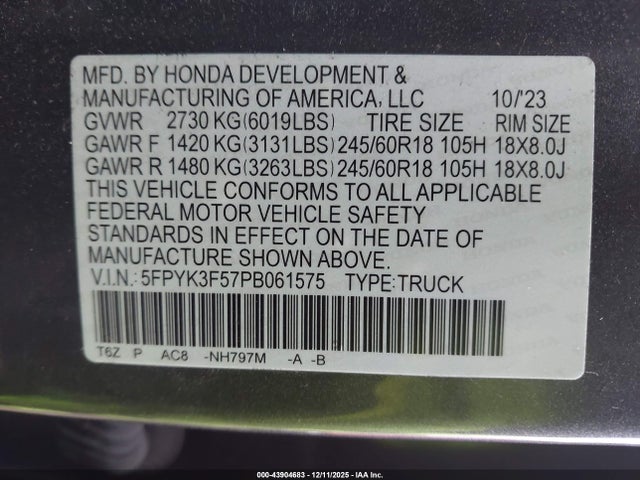 MFD. BY HONDA DEVELOPMENT &
MANUFACTURING OF AMERICA, LLC 10/'23
GVWR 2730 KG(6019LBS) TIRE SIZE RIM SIZE
GAWR F 1420 KG(3131LBS) 245/60R18 105H 18X8.0J
GAWR R 1480 KG(3263LBS) 245/60R18 105H 18X8.0J
THIS VEHICLE CONFORMS TO ALL APPLICABLE
FEDERAL MOTOR VEHICLE SAFETY
STANDARDS IN EFFECT ON THE DATE OF
MANUFACTURE SHOWN ABOVE.
V.I.N.: 5FPYK3F57PB061575 TYPE:TRUCK
T6Z P AC8 -NH797M -A -B
000-43904683 - 12/11/2025 - IAA Inc.